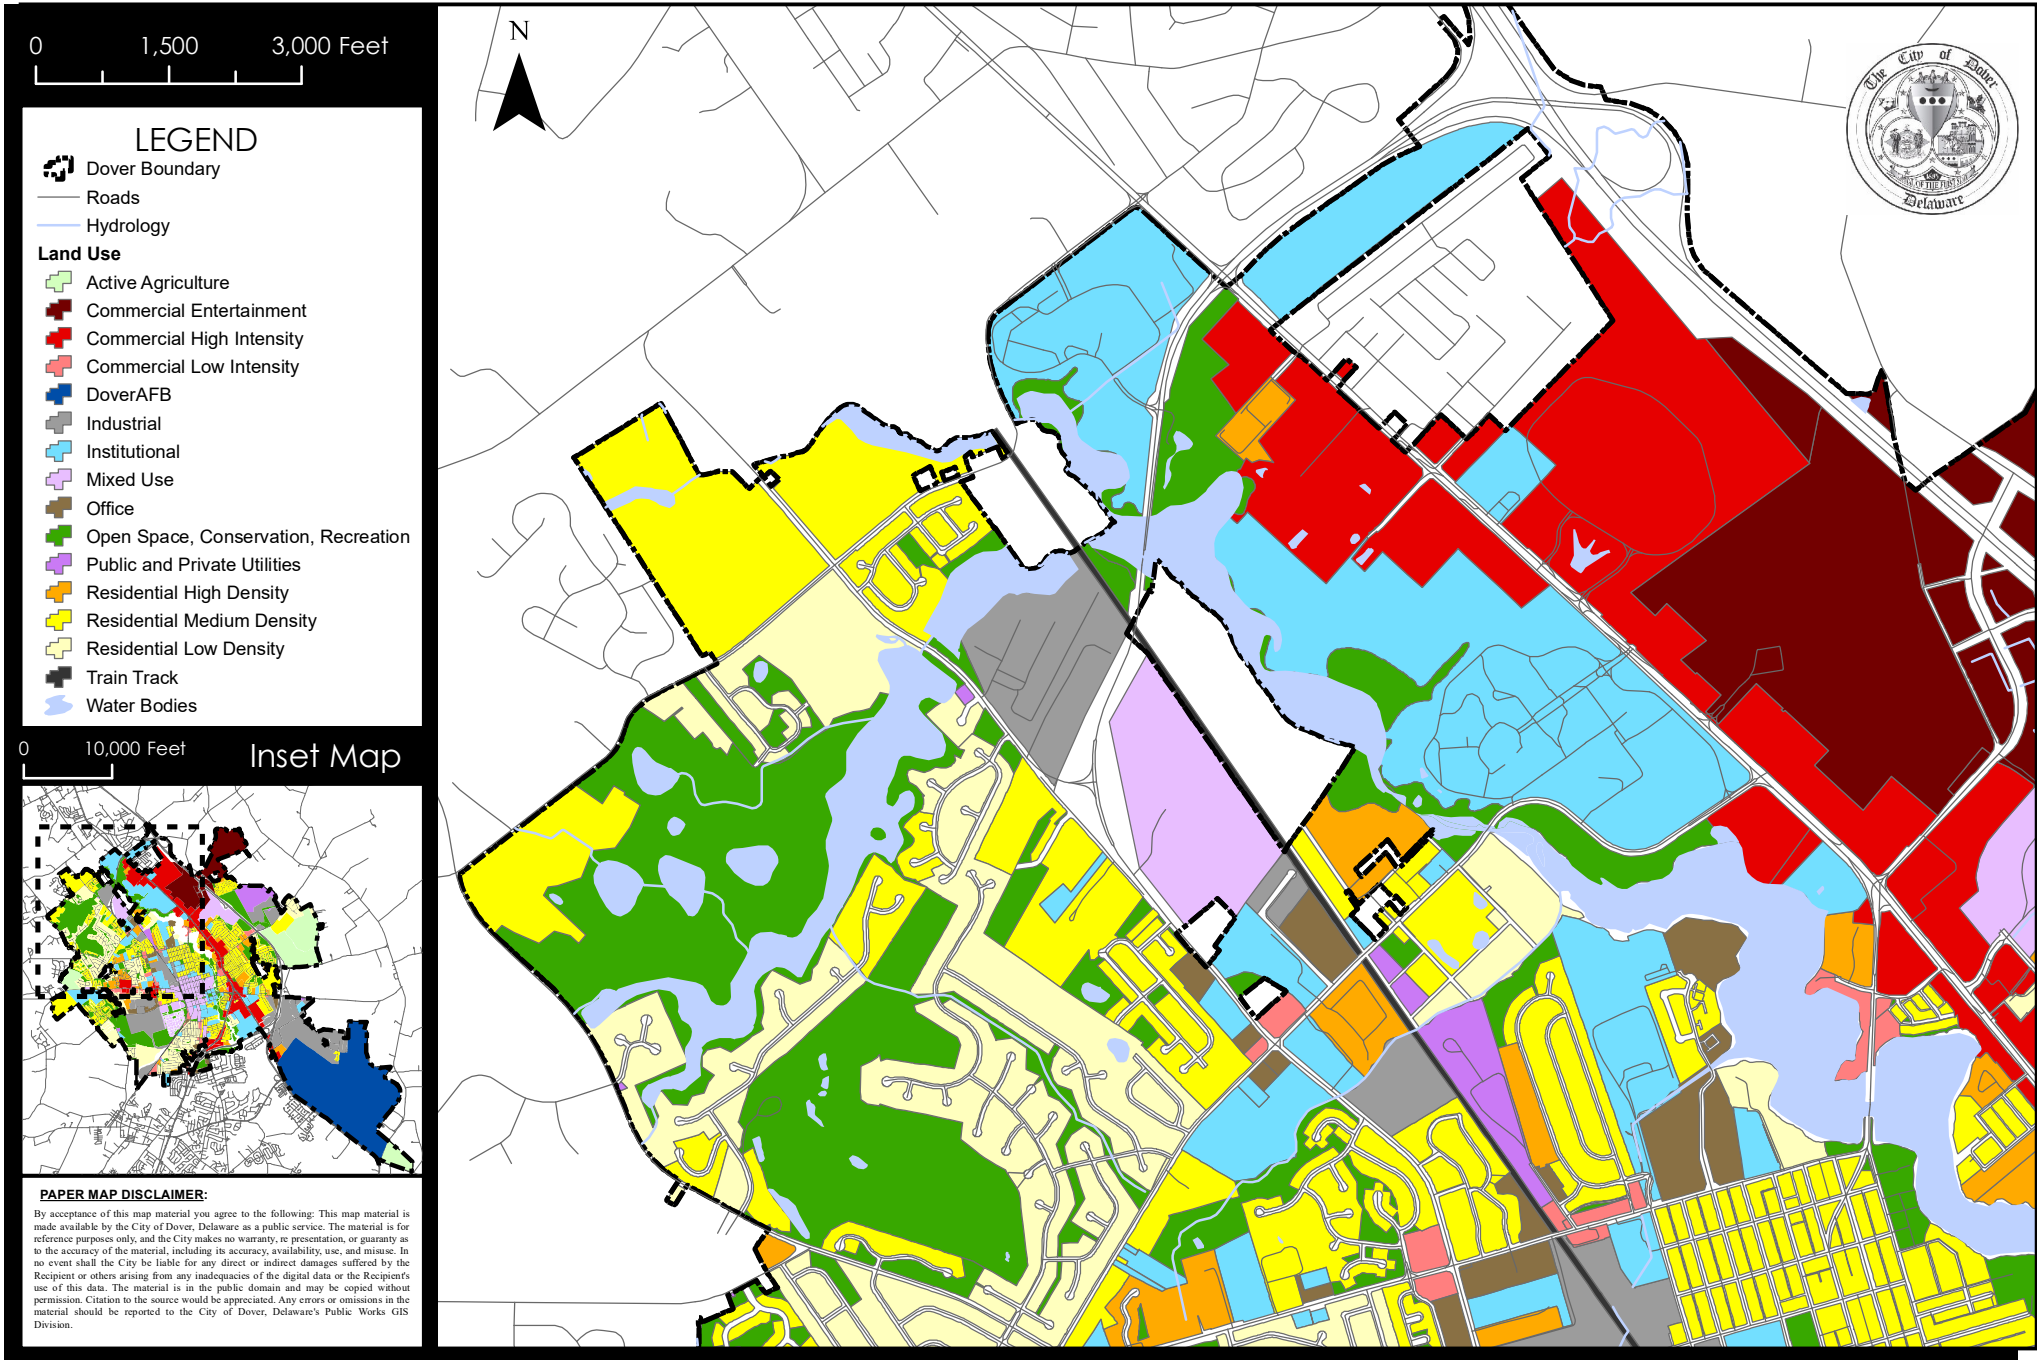 0 1,500 3,000 Feet
LEGEND
Dover Boundary
Roads
Hydrology
Land Use
Active Agriculture
Commercial Entertainment
Commercial High Intensity
Commercial Low Intensity
DoverAFB
Industrial
Institutional
Mixed Use
Office
Open Space, Conservation, Recreation
Public and Private Utilities
Residential High Density
Residential Medium Density
Residential Low Density
Train Track
Water Bodies
0 10,000 Feet
Inset Map
PAPER MAP DISCLAIMER:
By acceptance of this map material you agree to the following: This map material is
made available by the City of Dover, Delaware as a public service. The material is for
reference purposes only, and the City makes no warranty, re presentation, or guaranty as
to the accuracy of the material, including its accuracy, availability, use, and misuse. In
no event shall the City be liable for any direct or indirect damages suffered by the
Recipient or others arising from any inadequacies of the digital data or the Recipient's
use of this data. The material is in the public domain and may be copied without
permission. Citation to the source would be appreciated. Any errors or omissions in the
material should be reported to the City of Dover, Delaware's Public Works GIS
Division.
N
The City of Dover
Delaware